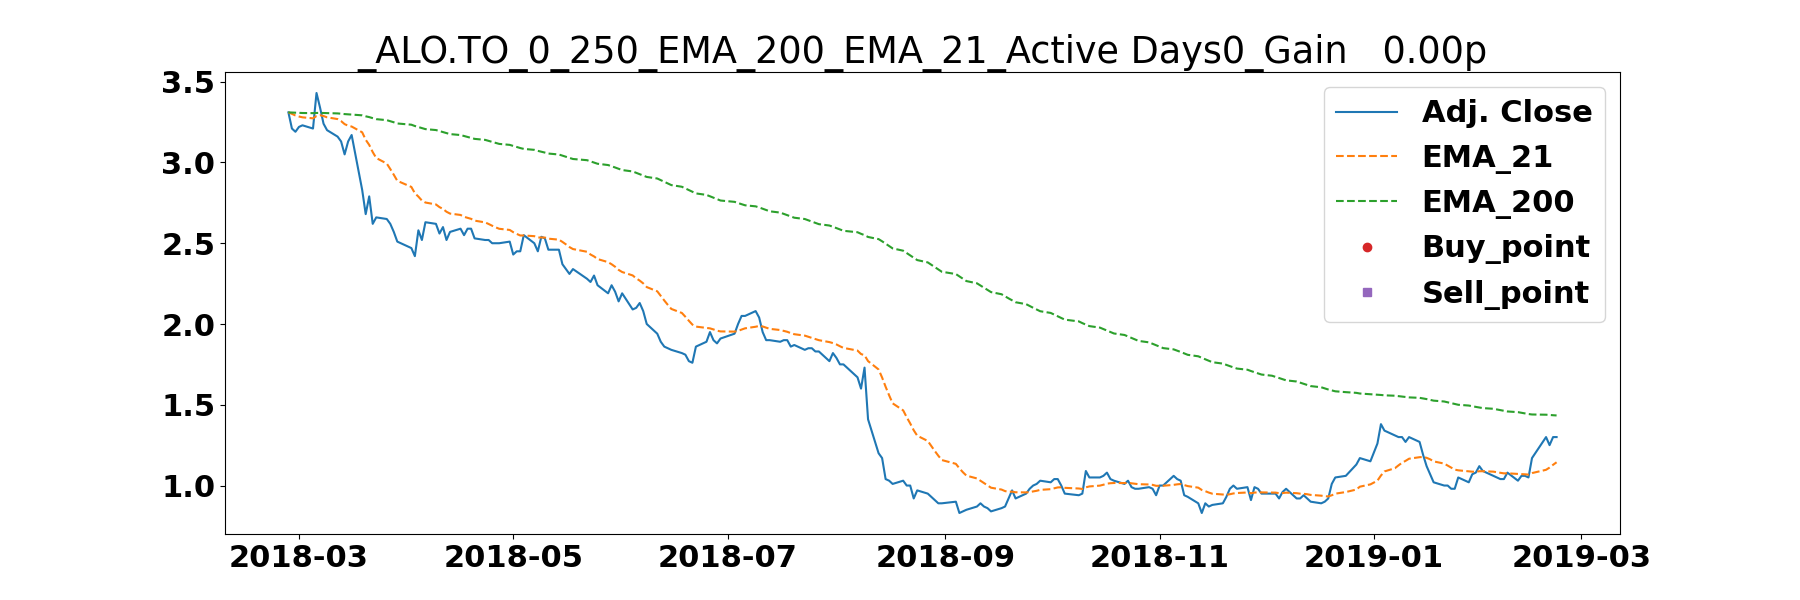 _ALO.TO_0_250_EMA_200_EMA_21_Active Days0_Gain   0.00p
3.5
3.0
2.5
2.0
1.5
1.0
Adj. Close
EMA_21
EMA_200
Buy_point
Sell_point
2018-03
2018-05
2018-07
2018-09
2018-11
2019-01
2019-03